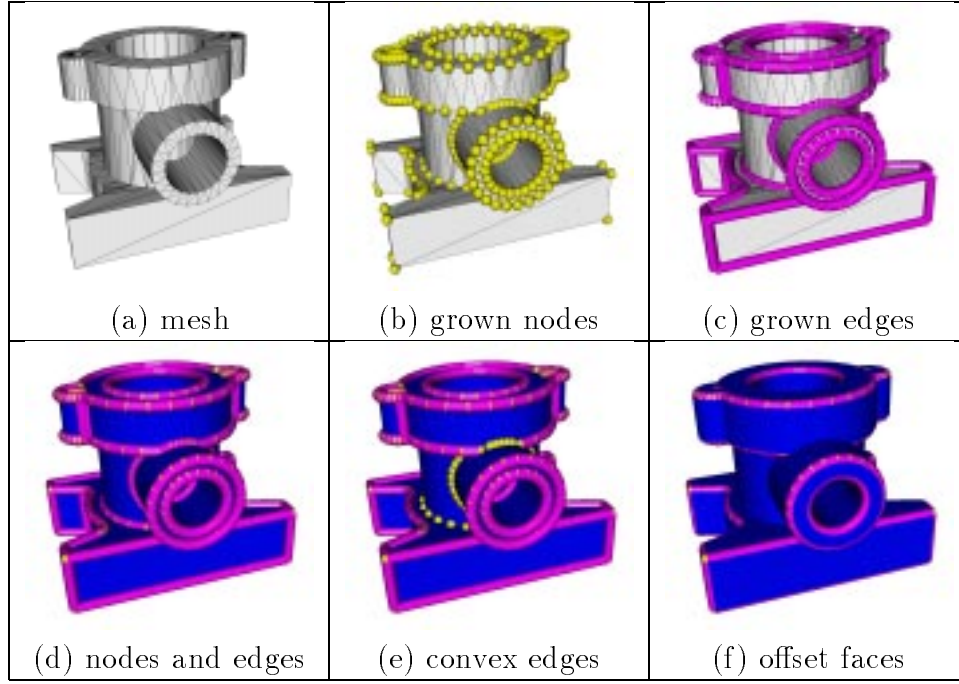 (a) mesh
(b) grown nodes
(c) grown edges
(d) nodes and edges
(e) convex edges
(f) offset faces